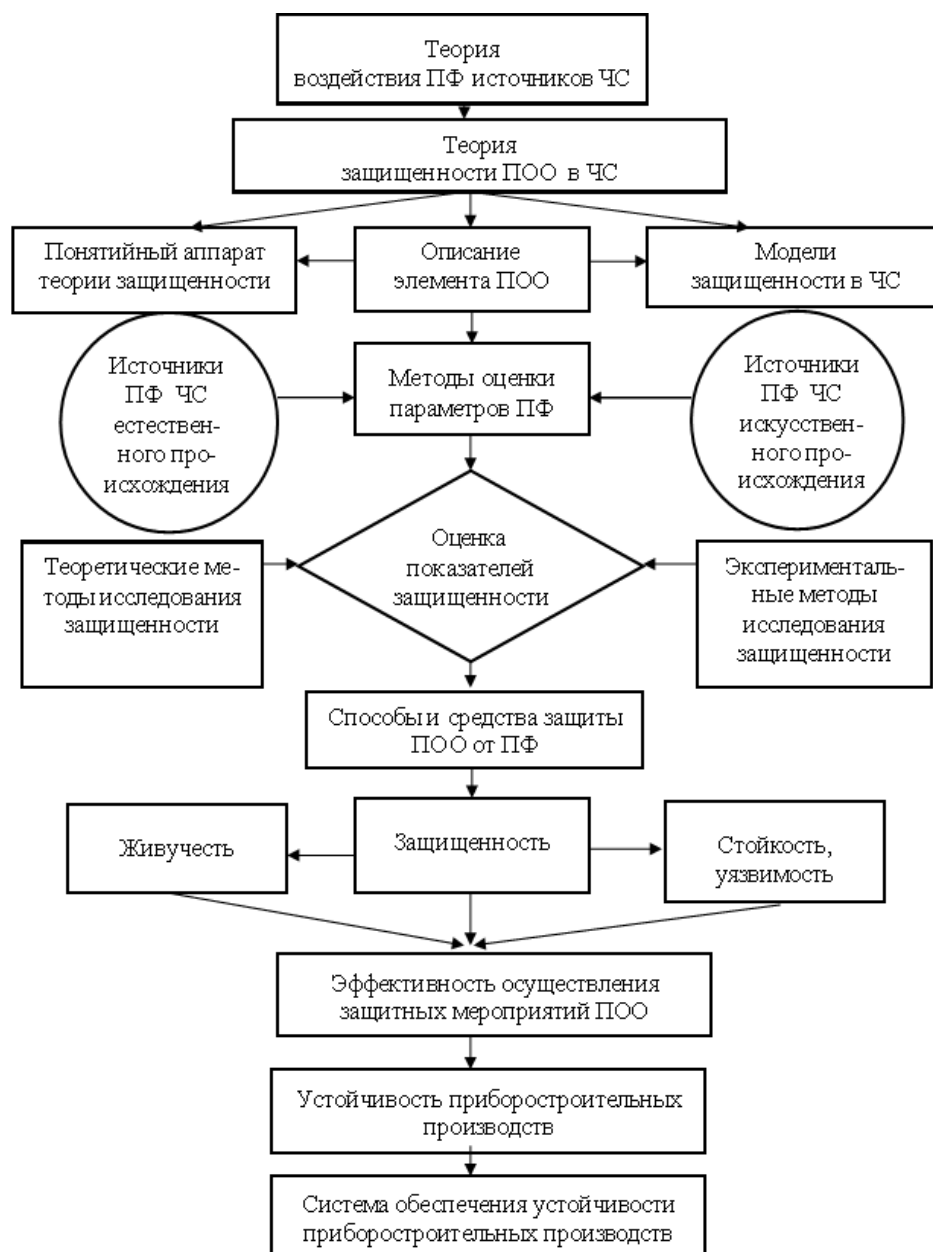 Теория
воздействия ПФ источников ЧС
Теория
защищенности ПОО в ЧС
Понятийный аппарат
теории защищенности
Описание
элемента ПОО
Модели
защищенности в ЧС
Источники
ПФ ЧС
естествен-
ного про-
исхождения
Методы оценки
параметров ПФ
Источники
ПФ ЧС
искусствен-
ного про-
исхождения
Теоретические ме-
тоды исследования
защищенности
Оценка
показателей
защищенности
Эксперименталь-
ные методы
исследования
защищенности
Способы и средства защиты
ПОО от ПФ
Живучесть
Защищенность
Стойкость,
уязвимость
Эффективность осуществления
защитных мероприятий ПОО
Устойчивость приборостроительных
производств
Система обеспечения устойчивости
приборостроительных производств